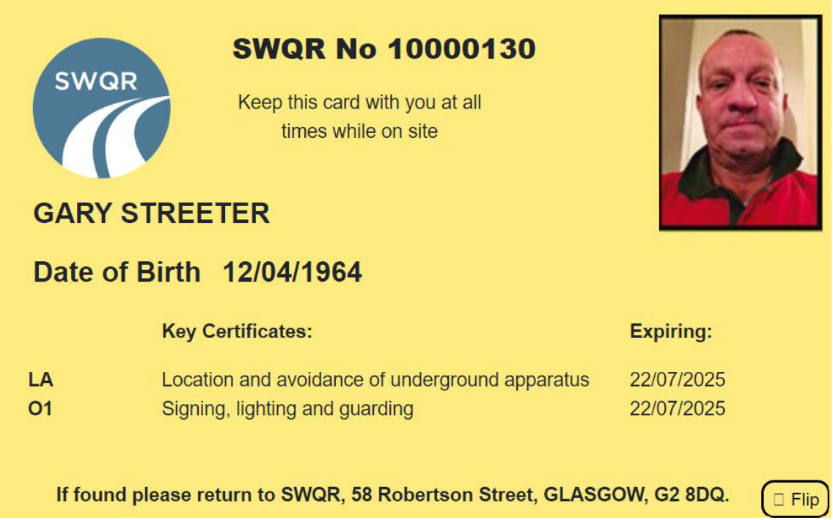 SWQR
SWQR No 10000130
Keep this card with you at all
times while on site
GARY STREETER
Date of Birth 12/04/1964
Key Certificates: Expiring:
LA Location and avoidance of underground apparatus 22/07/2025
O1 Signing, lighting and guarding 22/07/2025
If found please return to SWQR, 58 Robertson Street, GLASGOW, G2 8DQ.
Flip